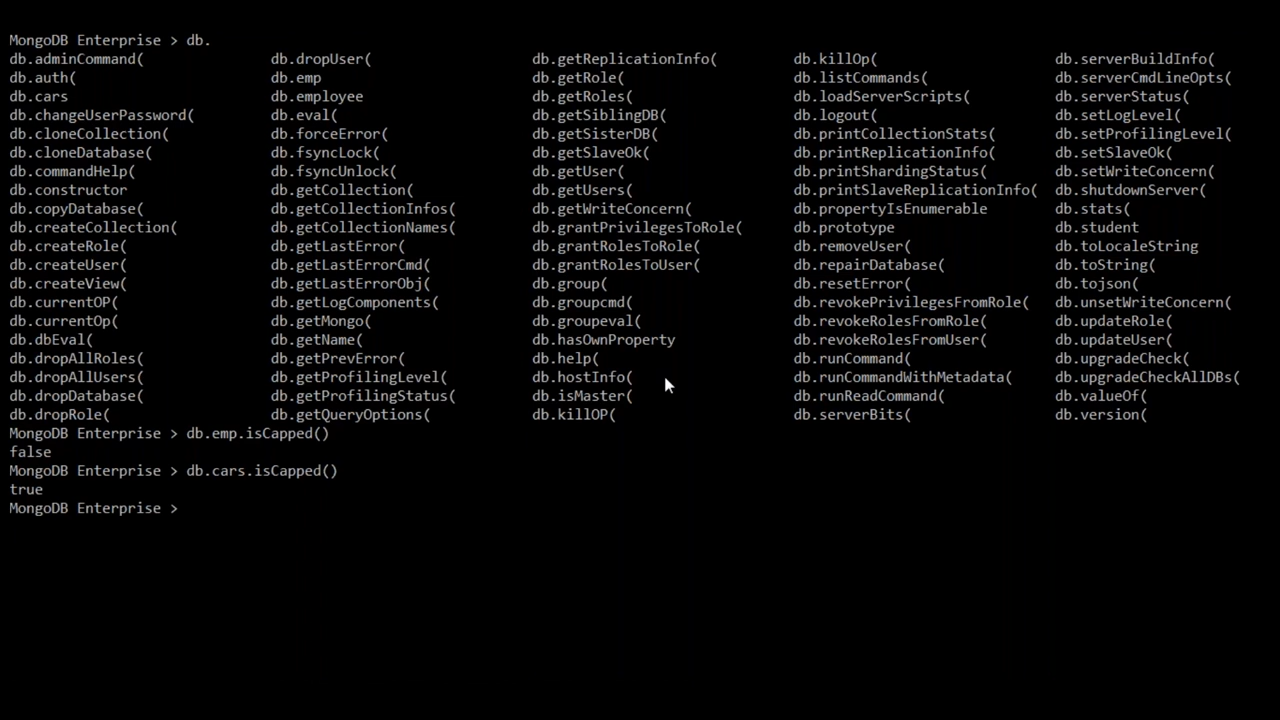 MongoDB Enterprise > db.
db.adminCommand( db.dropUser( db.getReplicationInfo( db.killOp( db.serverBuildInfo(
db.auth( db.emp db.getRole( db.listCommands( db.serverCmdLineOpts(
db.cars db.employee db.getRoles( db.loadServerScripts( db.serverStatus(
db.changeUserPassword( db.eval( db.getSiblingDB( db.logout( db.setLogLevel(
db.cloneCollection( db.forceError( db.getSisterDB( db.printCollectionStats( db.setProfilingLevel(
db.cloneDatabase( db.fsyncLock( db.getSlaveOk( db.printReplicationInfo( db.setSlaveOk(
db.commandHelp( db.fsyncUnlock( db.getUser( db.printShardingStatus( db.setWriteConcern(
db.constructor db.getCollection( db.getUsers( db.printSlaveReplicationInfo( db.shutdownServer(
db.copyDatabase( db.getCollectionInfos( db.getWriteConcern( db.propertyIsEnumerable db.stats(
db.createCollection( db.getCollectionNames( db.grantPrivilegesToRole( db.prototype db.student
db.createRole( db.getLastError( db.grantRolesToRole( db.removeUser( db.toLocaleString
db.createUser( db.getLastErrorCmd( db.grantRolesToUser( db.repairDatabase( db.toString(
db.createView( db.getLastErrorObj( db.group( db.resetError( db.tojson(
db.currentOP( db.getLogComponents( db.groupcmd( db.revokePrivilegesFromRole( db.unsetWriteConcern(
db.currentOp( db.getMongo( db.groupeval( db.revokeRolesFromRole( db.updateRole(
db.dbEval( db.getName( db.hasOwnProperty db.revokeRolesFromUser( db.updateUser(
db.dropAllRoles( db.getPrevError( db.help( db.runCommand( db.upgradeCheck(
db.dropAllUsers( db.getProfilingLevel( db.hostInfo( db.runCommandWithMetadata( db.upgradeCheckAllDBs(
db.dropDatabase( db.getProfilingStatus( db.isMaster( db.runReadCommand( db.valueOf(
db.dropRole( db.getQueryOptions( db.killOP( db.serverBits( db.version(
MongoDB Enterprise > db.emp.isCapped()
false
MongoDB Enterprise > db.cars.isCapped()
true
MongoDB Enterprise >